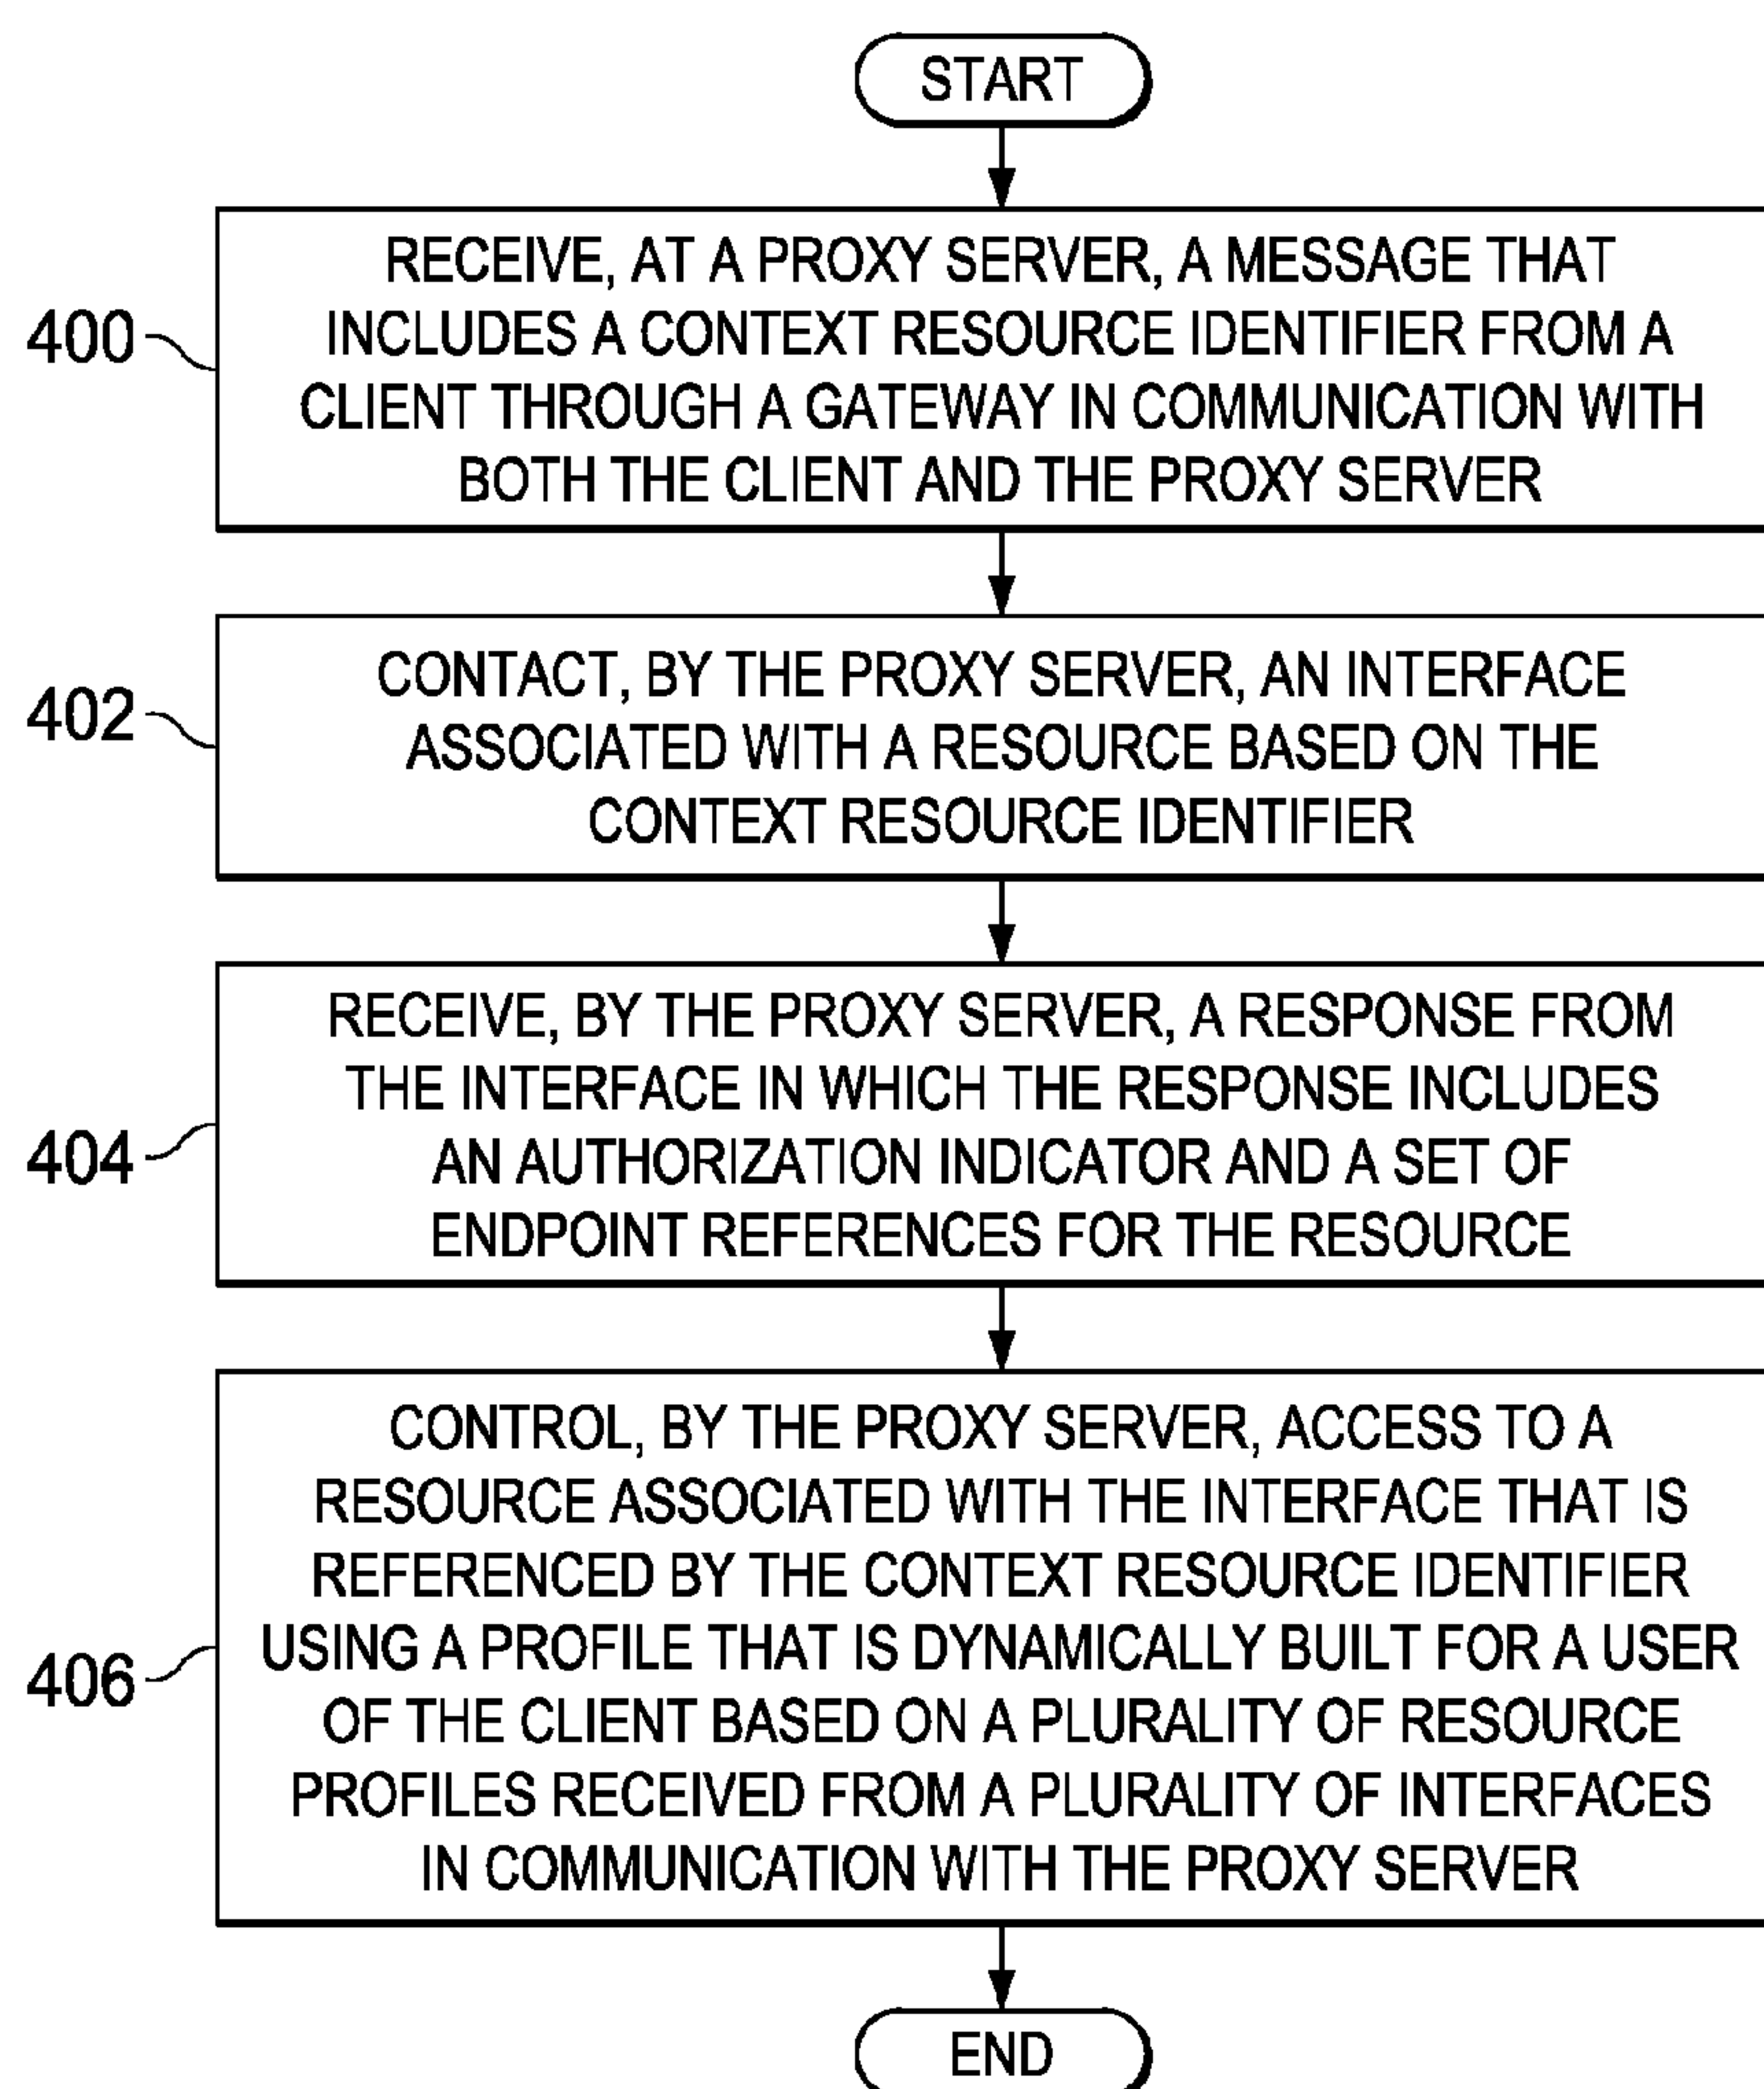 START
RECEIVE, AT A PROXY SERVER, A MESSAGE THAT
INCLUDES A CONTEXT RESOURCE IDENTIFIER FROM A
CLIENT THROUGH A GATEWAY IN COMMUNICATION WITH
BOTH THE CLIENT AND THE PROXY SERVER
400
CONTACT, BY THE PROXY SERVER, AN INTERFACE
ASSOCIATED WITH A RESOURCE BASED ON THE
CONTEXT RESOURCE IDENTIFIER
402
RECEIVE, BY THE PROXY SERVER, A RESPONSE FROM
THE INTERFACE IN WHICH THE RESPONSE INCLUDES
AN AUTHORIZATION INDICATOR AND A SET OF
ENDPOINT REFERENCES FOR THE RESOURCE
404
CONTROL, BY THE PROXY SERVER, ACCESS TO A
RESOURCE ASSOCIATED WITH THE INTERFACE THAT IS
REFERENCED BY THE CONTEXT RESOURCE IDENTIFIER
USING A PROFILE THAT IS DYNAMICALLY BUILT FOR A USER
OF THE CLIENT BASED ON A PLURALITY OF RESOURCE
PROFILES RECEIVED FROM A PLURALITY OF INTERFACES
IN COMMUNICATION WITH THE PROXY SERVER
406
END